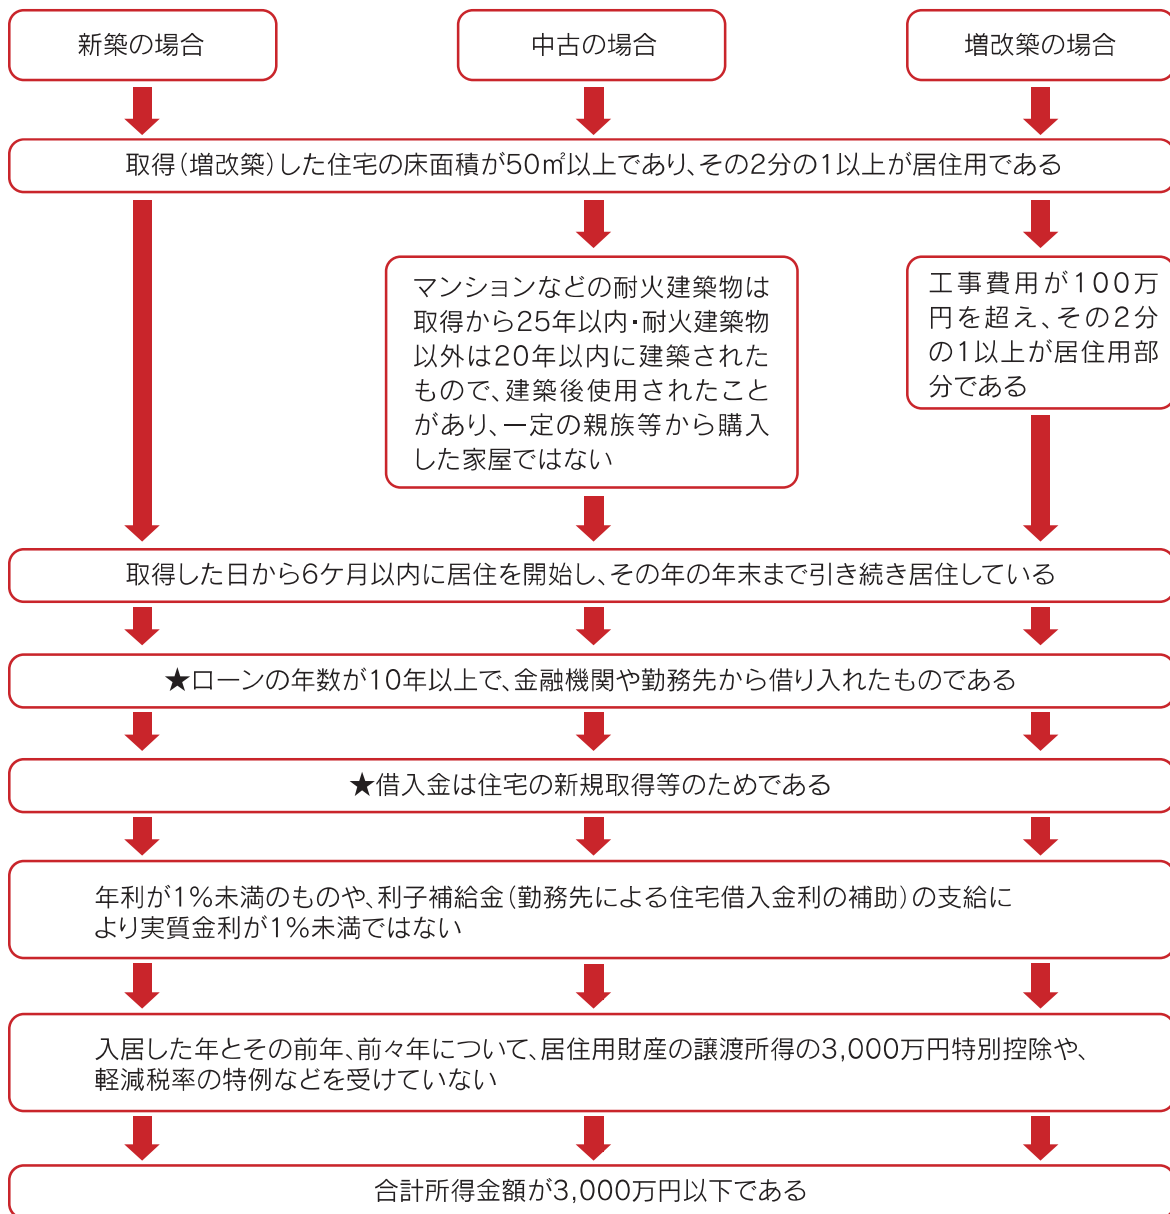 新築の場合
中古の場合
増改築の場合
取得(増改築)した住宅の床面積が50㎡以上であり、その2分の1以上が居住用である
マンションなどの耐火建築物は
取得から25年以内・耐火建築物
以外は20年以内に建築された
もので、建築後使用されたこと
があり、一定の親族等から購入
した家屋ではない
工事費用が100万
円を超え、その2分
の1以上が居住用部
分である
取得した日から6ケ月以内に居住を開始し、その年の年末まで引き続き居住している
★ローンの年数が10年以上で、金融機関や勤務先から借り入れたものである
★借入金は住宅の新規取得等のためである
年利が1%未満のものや、利子補給金(勤務先による住宅借入金利の補助)の支給に
より実質金利が1%未満ではない
入居した年とその前年、前々年について、居住用財産の譲渡所得の3,000万円特別控除や、
軽減税率の特例などを受けていない
合計所得金額が3,000万円以下である